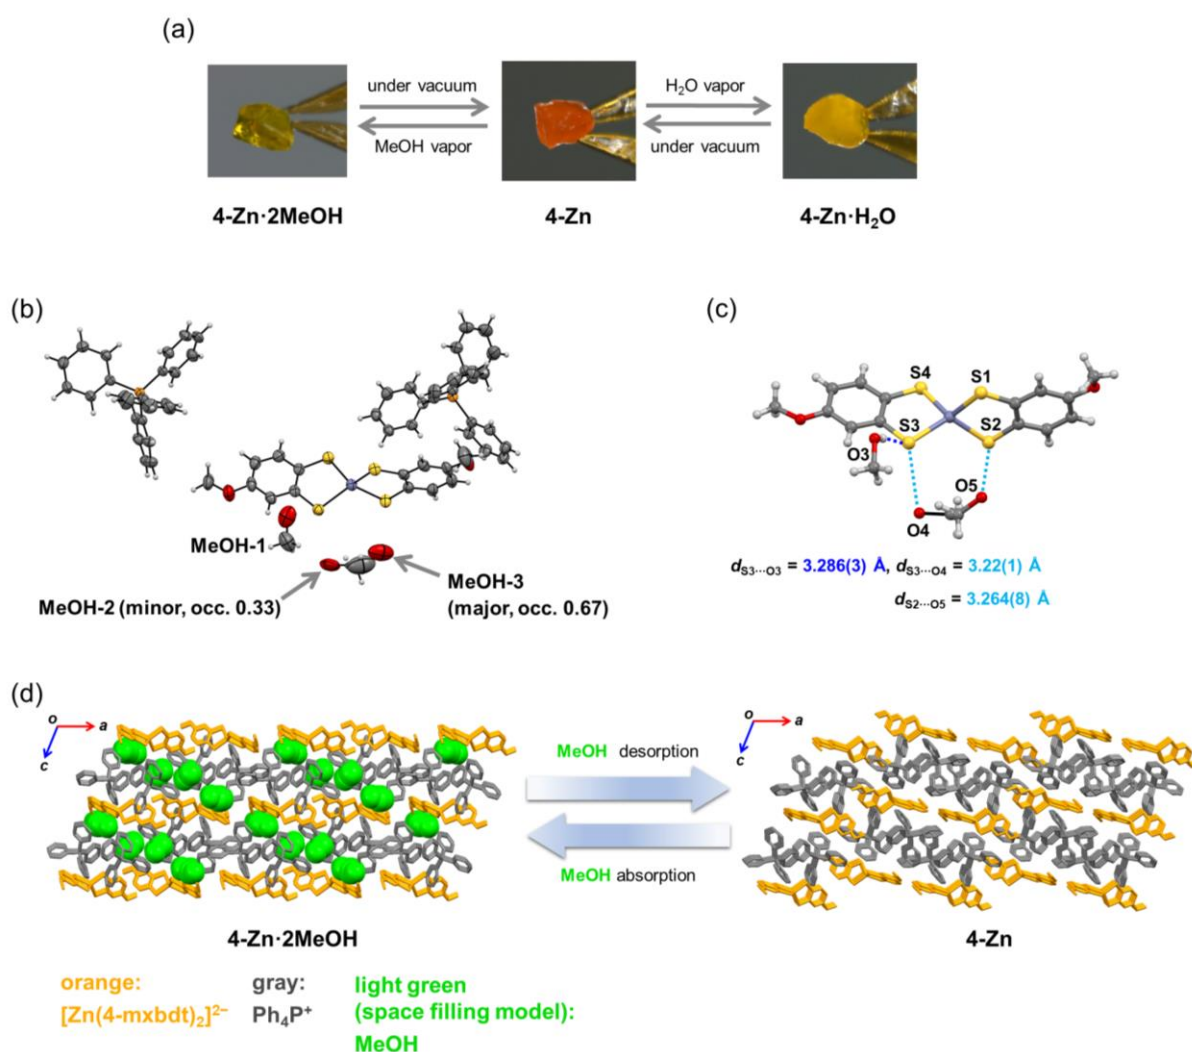 (a)
under vacuum
MeOH vapor
H₂O vapor
under vacuum
4-Zn·2MeOH
4-Zn
4-Zn·H₂O
(b)
MeOH-1
MeOH-2 (minor, occ. 0.33)
MeOH-3
(major, occ. 0.67)
(c)
S4
S1
S3
S2
O3
O5
O4
d_S3···O3 = 3.286(3) Å, d_S3···O4 = 3.22(1) Å
d_S2···O5 = 3.264(8) Å
(d)
o
a
c
MeOH desorption
MeOH absorption
o
a
c
4-Zn·2MeOH
4-Zn
orange:
[Zn(4-mxbdt)₂]²⁻
gray:
Ph₄P⁺
light green
(space filling model):
MeOH